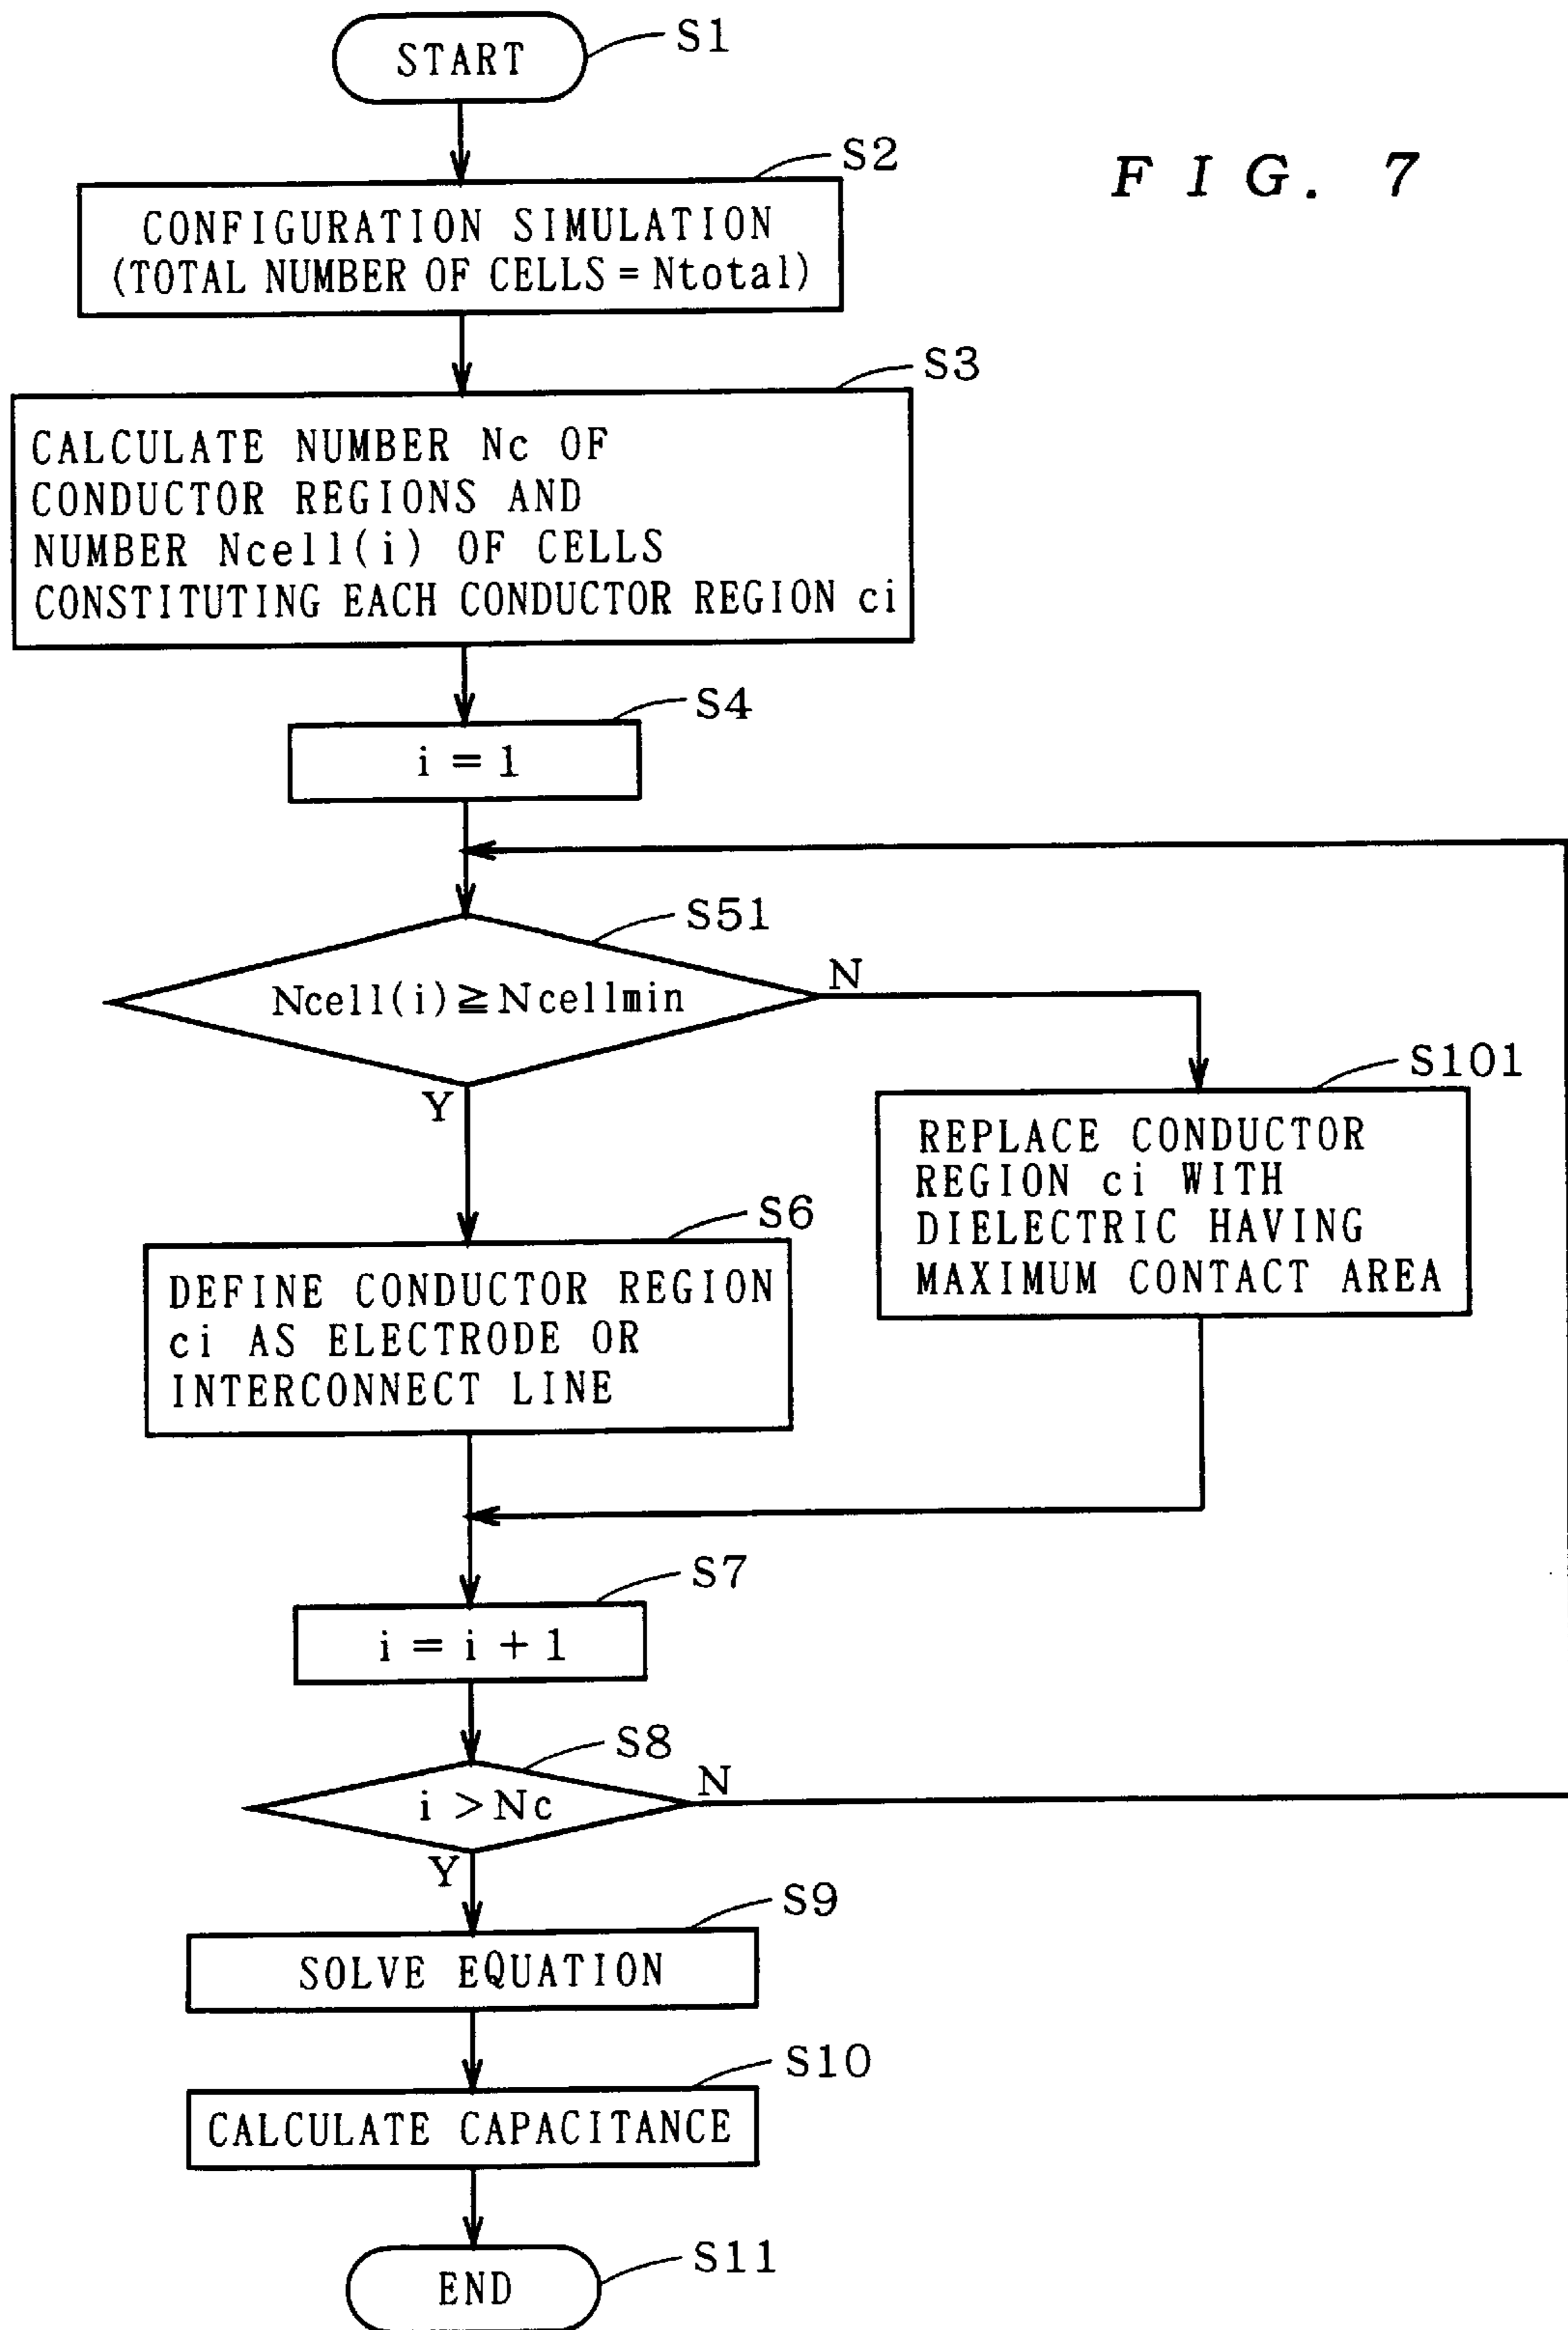 START
S1
FIG. 7
S2
CONFIGURATION SIMULATION
(TOTAL NUMBER OF CELLS = Ntotal)
S3
CALCULATE NUMBER Nc OF
CONDUCTOR REGIONS AND
NUMBER Ncell(i) OF CELLS
CONSTITUTING EACH CONDUCTOR REGION ci
S4
i = 1
S51
Ncell(i)≧Ncellmin
N
Y
S101
REPLACE CONDUCTOR
REGION ci WITH
DIELECTRIC HAVING
MAXIMUM CONTACT AREA
S6
DEFINE CONDUCTOR REGION
ci AS ELECTRODE OR
INTERCONNECT LINE
S7
i = i + 1
S8
i > Nc
N
Y
S9
SOLVE EQUATION
S10
CALCULATE CAPACITANCE
S11
END